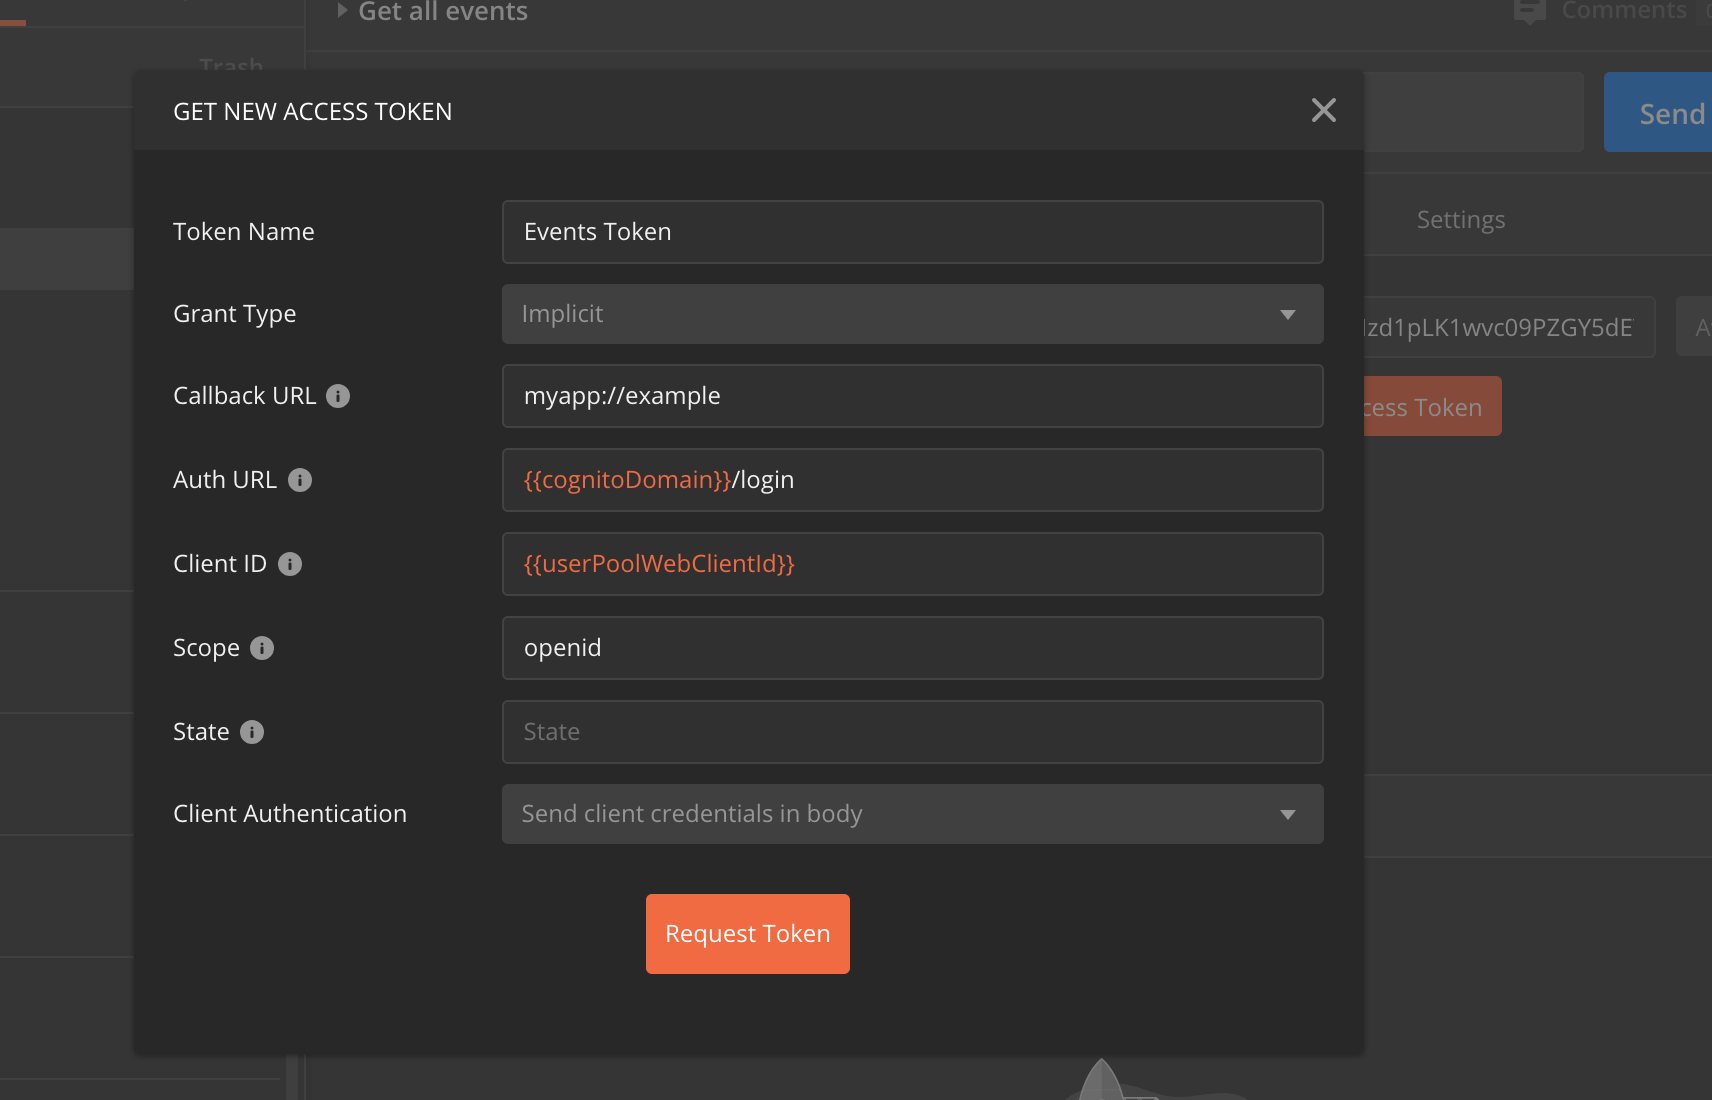 Get all events
Comments
Trash
GET NEW ACCESS TOKEN
Send
Token Name
Events Token
Settings
Grant Type
Implicit
zd1pLK1wvc09PZGY5dE
Callback URL
myapp://example
cess Token
Auth URL
{{cognitoDomain}}/login
Client ID
{{userPoolWebClientId}}
Scope
openid
State
State
Client Authentication
Send client credentials in body
Request Token